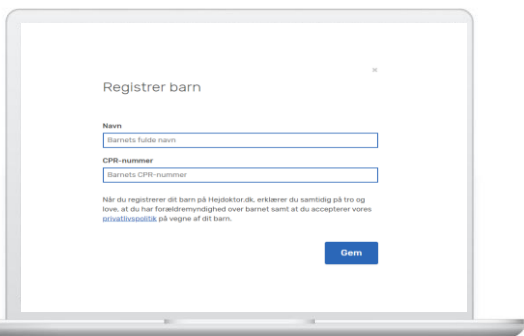 ×
Registrer barn
Navn
Barnets fulde navn
CPR-nummer
Barnets CPR-nummer
Når du registrerer dit barn på Hejdoktor.dk, erklærer du samtidig på tro og
love, at du har forældremyndighed over barnet samt at du accepterer vores
privatlivspolitik på vegne af dit barn.
Gem